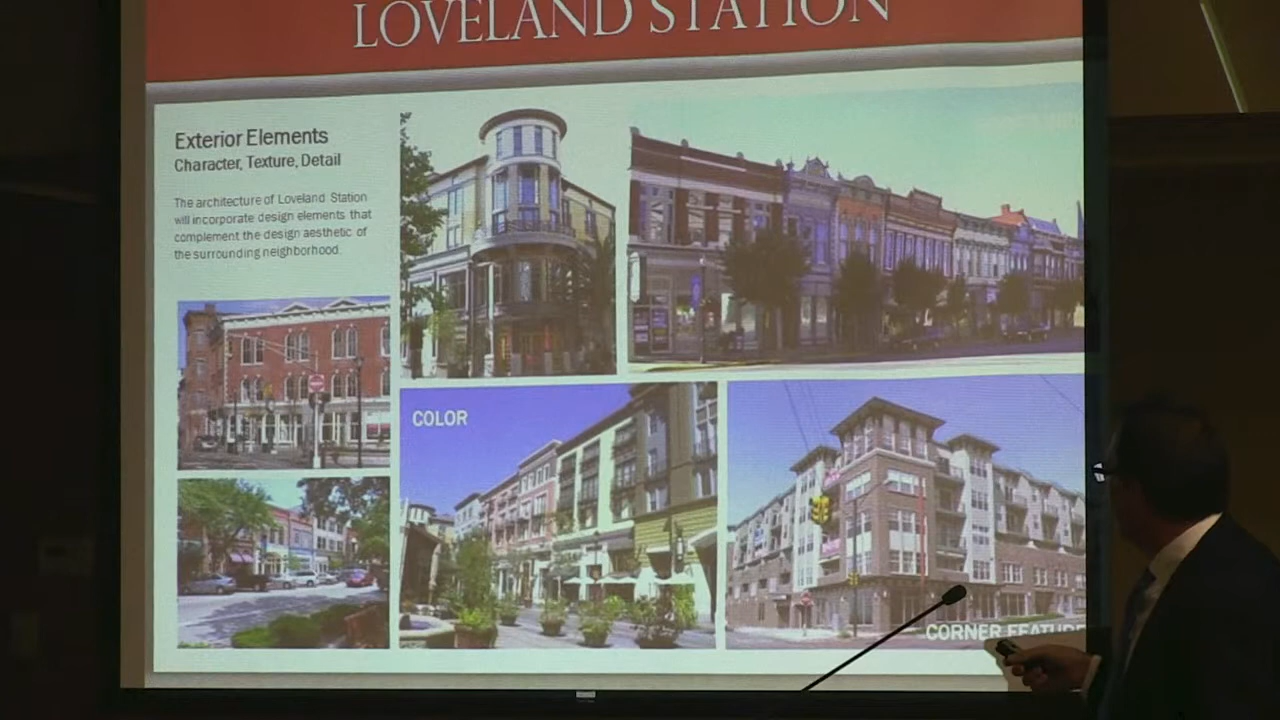 LOVELAND STATION
Exterior Elements
Character, Texture, Detail
The architecture of Loveland Station
will incorporate design elements that
complement the design aesthetic of
the surrounding neighborhood.
COLOR
CORNER FEATURE